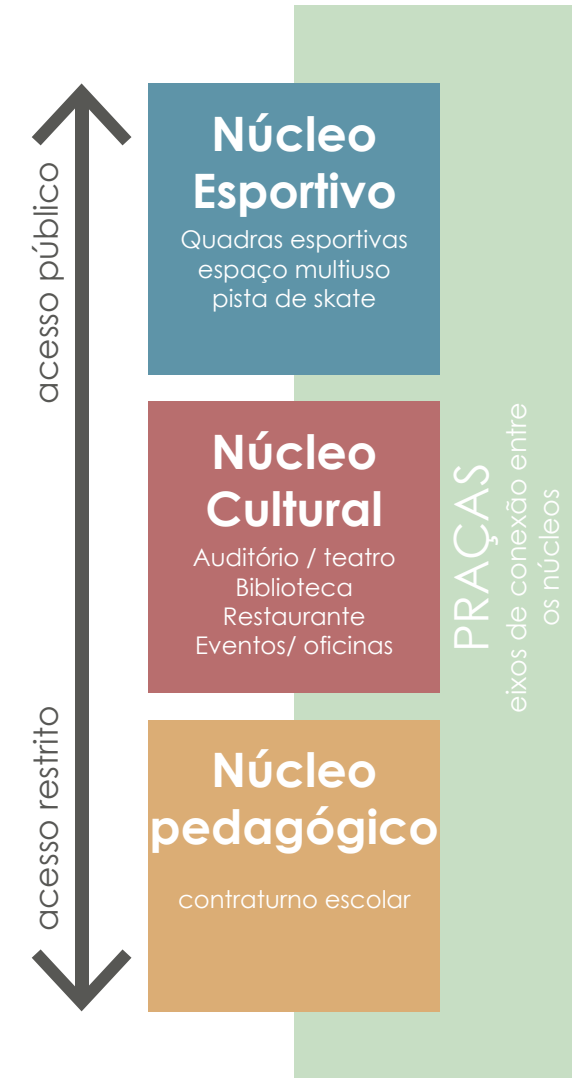 acesso público
Núcleo
Esportivo
Quadras esportivas
espaço multiuso
pista de skate
Núcleo
Cultural
Auditório / teatro
Biblioteca
Restaurante
Eventos/ oficinas
PRAÇAS
eixos de conexão entre
os núcleos
acesso restrito
Núcleo
pedagógico
contraturno escolar